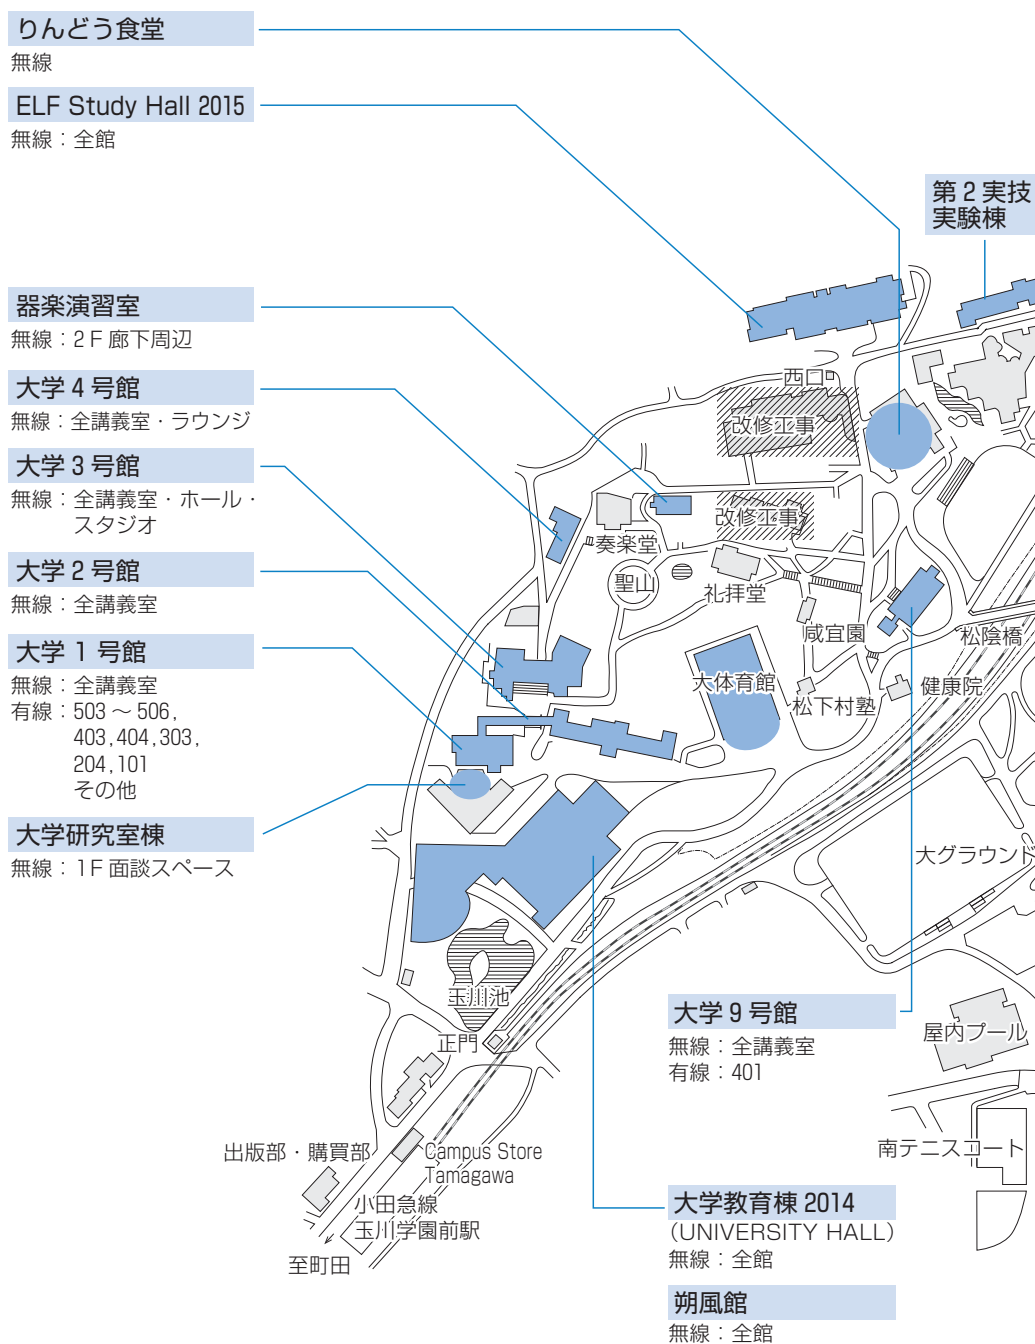 りんどう食堂
無線
ELF Study Hall 2015
無線：全館
第２実技
実験棟
器楽演習室
無線：２Ｆ廊下周辺
大学４号館
無線：全講義室・ラウンジ
大学３号館
無線：全講義室・ホール・
スタジオ
大学２号館
無線：全講義室
大学１号館
無線：全講義室
有線：503～506,
403,404,303,
204,101
その他
大学研究室棟
無線：1F面談スペース
西口
改修工事
改修工事
奏楽堂
聖山
礼拝堂
咸宜園
松陰橋
大体育館
松下村塾
健康院
大グラウンド
玉川池
正門
大学９号館
無線：全講義室
有線：401
屋内プール
南テニスコート
出版部・購買部
Campus Store
Tamagawa
小田急線
玉川学園前駅
至町田
大学教育棟 2014
（UNIVERSITY HALL）
無線：全館
朔風館
無線：全館